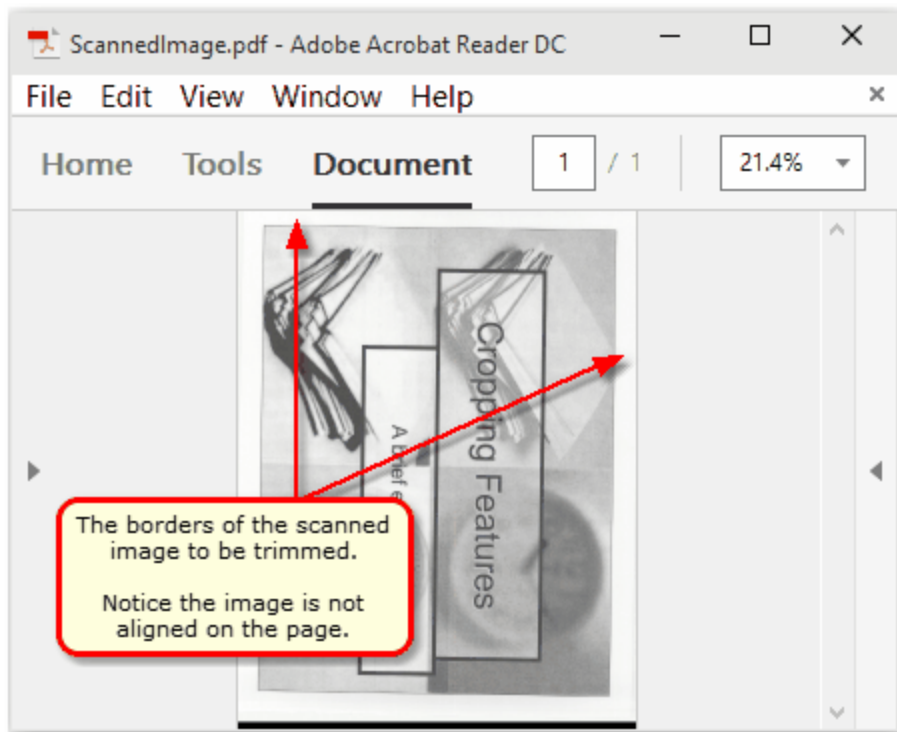 ScannedImage.pdf - Adobe Acrobat Reader DC
File Edit View Window Help
Home Tools Document 1 / 1 21.4%
Cropping Features
A brief
The borders of the scanned
image to be trimmed.
Notice the image is not
aligned on the page.